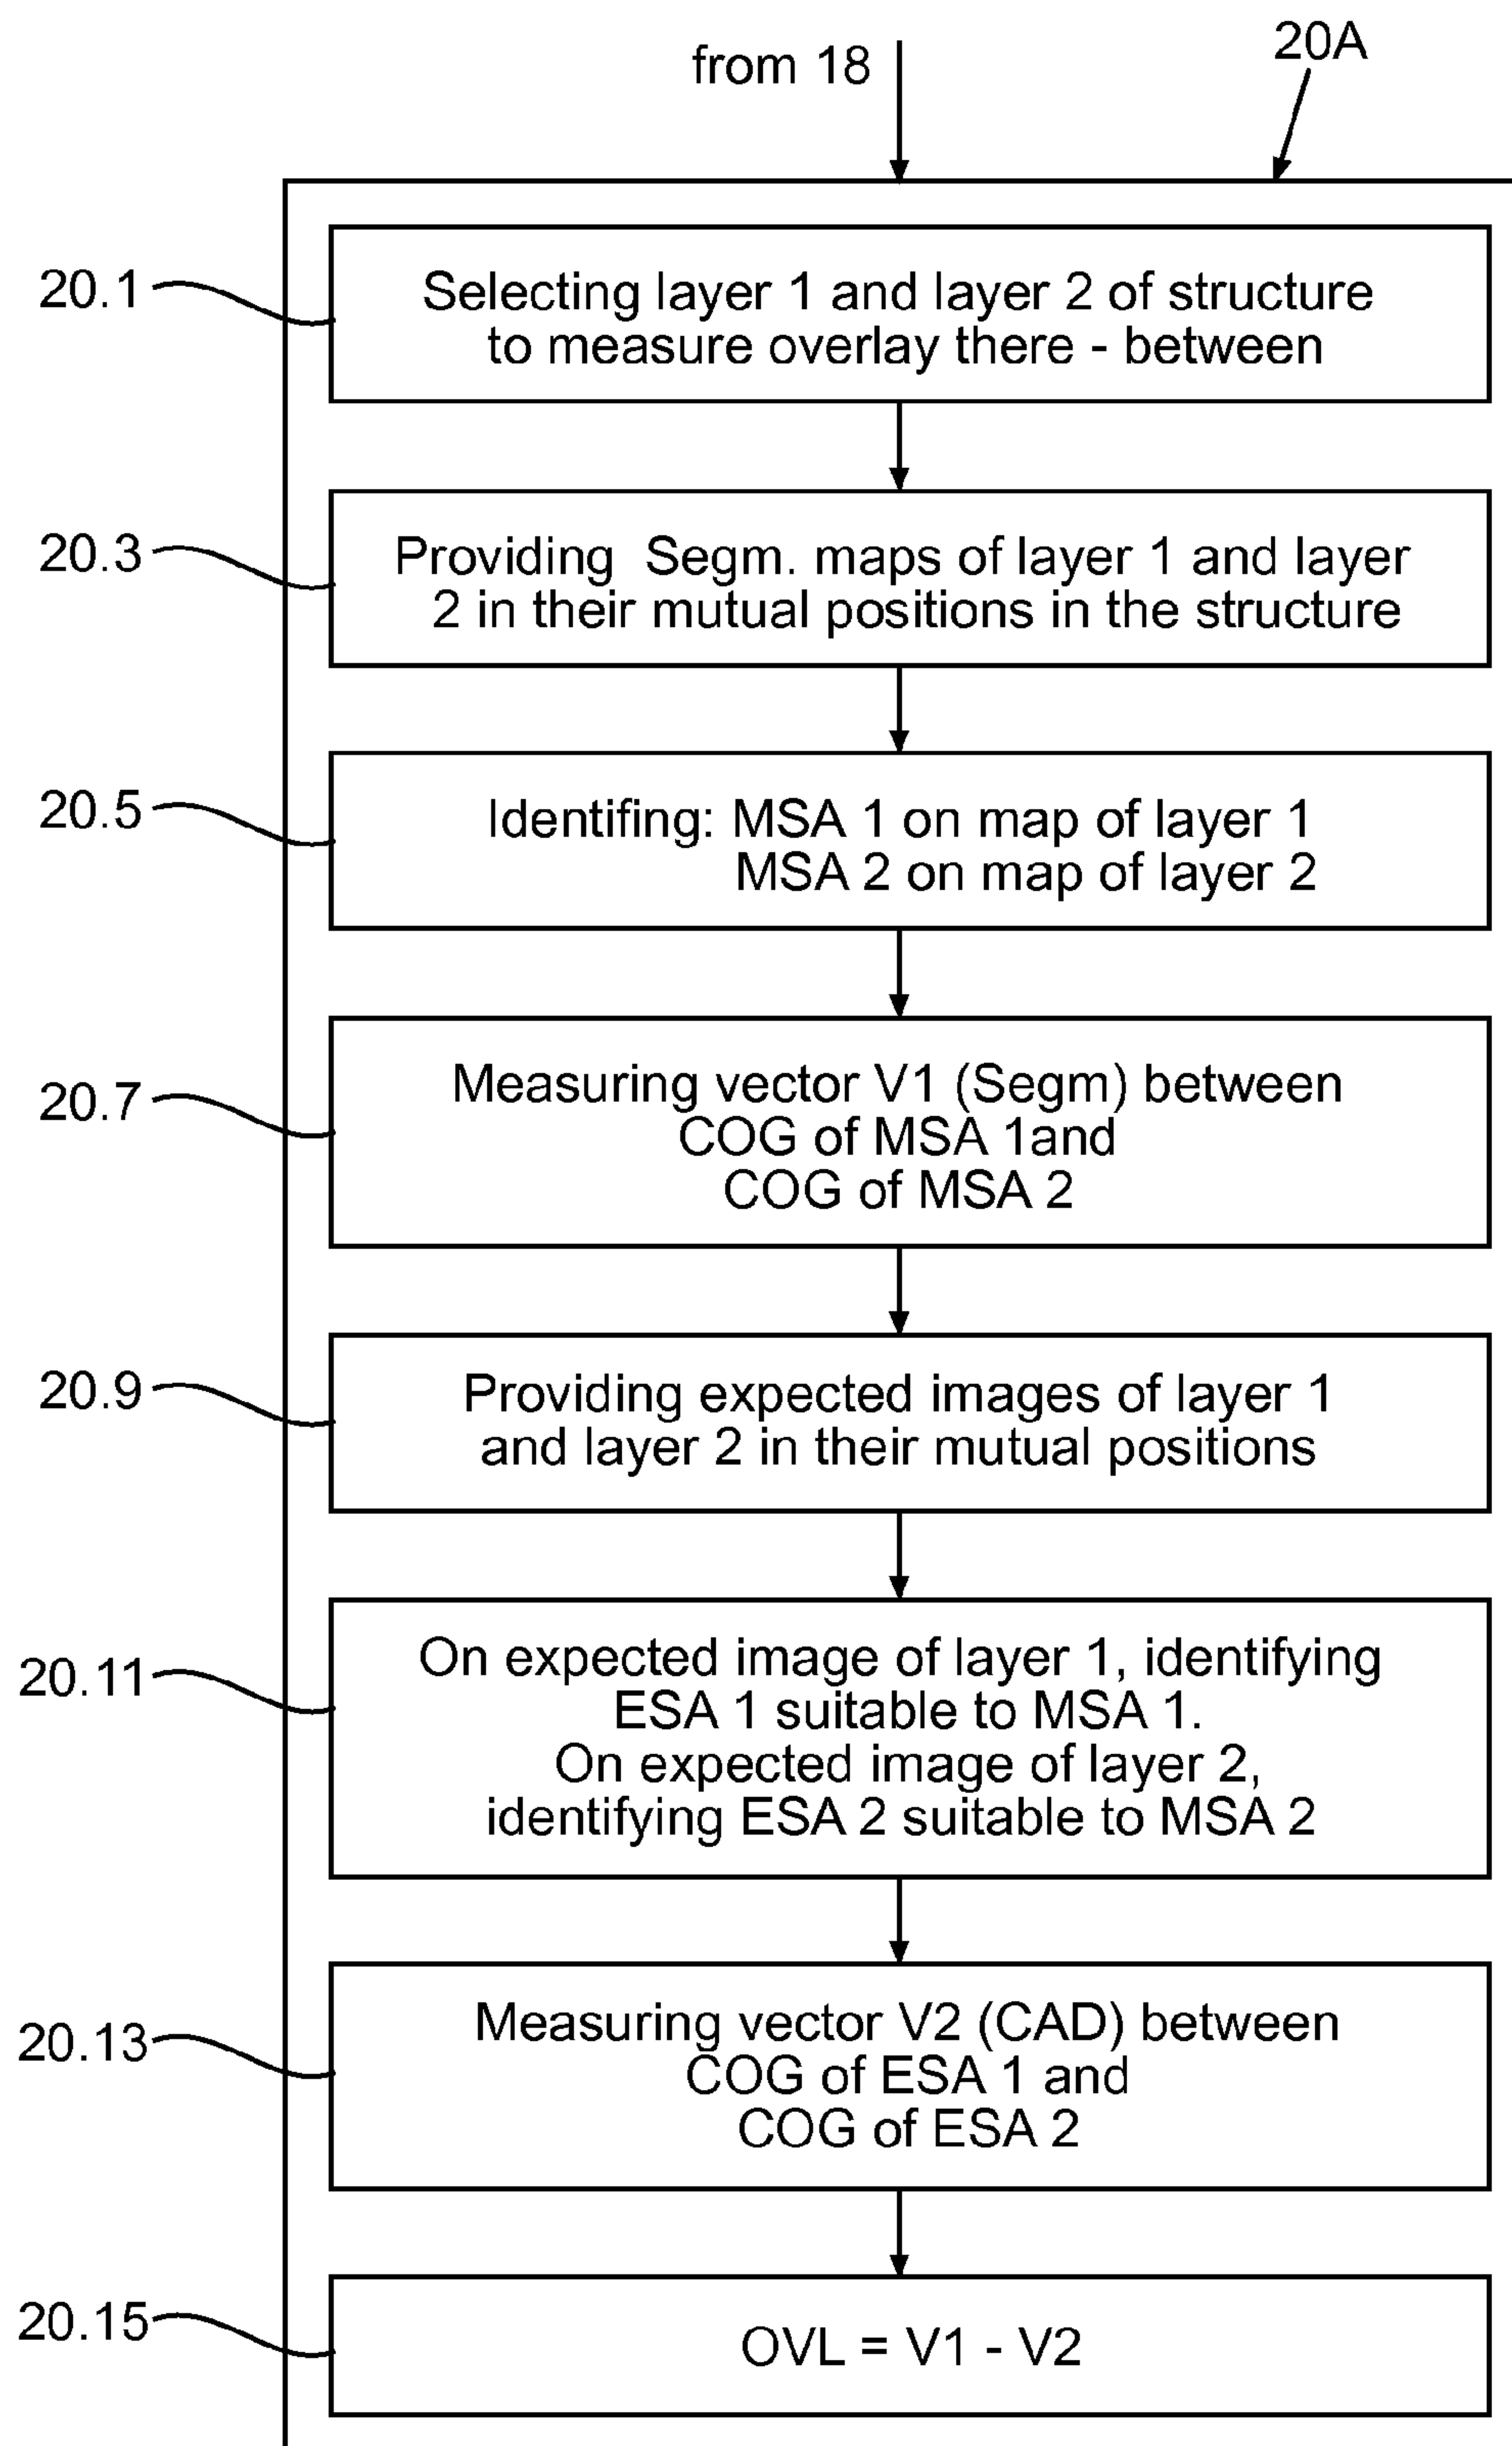 from 18
20A
20.1
Selecting layer 1 and layer 2 of structure
to measure overlay there - between
20.3
Providing Segm. maps of layer 1 and layer
2 in their mutual positions in the structure
20.5
Identifing: MSA 1 on map of layer 1
MSA 2 on map of layer 2
20.7
Measuring vector V1 (Segm) between
COG of MSA 1and
COG of MSA 2
20.9
Providing expected images of layer 1
and layer 2 in their mutual positions
20.11
On expected image of layer 1, identifying
ESA 1 suitable to MSA 1.
On expected image of layer 2,
identifying ESA 2 suitable to MSA 2
20.13
Measuring vector V2 (CAD) between
COG of ESA 1 and
COG of ESA 2
20.15
OVL = V1 - V2